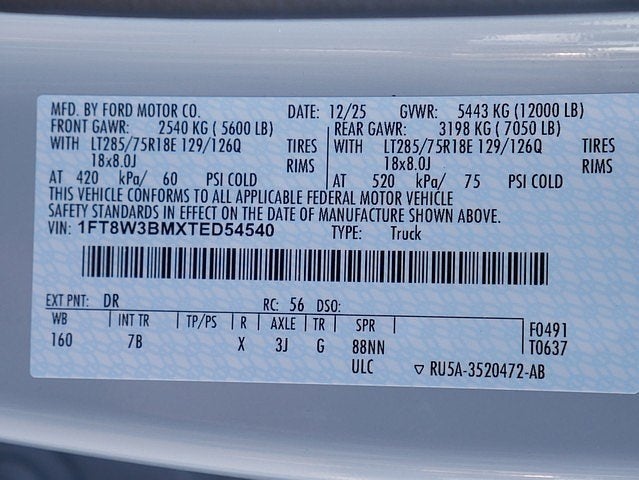 MFD. BY FORD MOTOR CO. DATE: 12/25 GVWR: 5443 KG (12000 LB)
FRONT GAWR: 2540 KG ( 5600 LB) REAR GAWR: 3198 KG ( 7050 LB)
WITH LT285/75R18E 129/126Q TIRES WITH LT285/75R18E 129/126Q TIRES
18x8.0J RIMS 18x8.0J RIMS
AT 420 kPa/ 60 PSI COLD AT 520 kPa/ 75 PSI COLD
THIS VEHICLE CONFORMS TO ALL APPLICABLE FEDERAL MOTOR VEHICLE
SAFETY STANDARDS IN EFFECT ON THE DATE OF MANUFACTURE SHOWN ABOVE.
VIN: 1FT8W3BMXTED54540 TYPE: Truck
EXT PNT: DR RC: 56 DSO:
WB INT TR TP/PS R AXLE TR SPR F0491
160 7B X 3J G 88NN T0637
ULC ▽ RU5A-3520472-AB